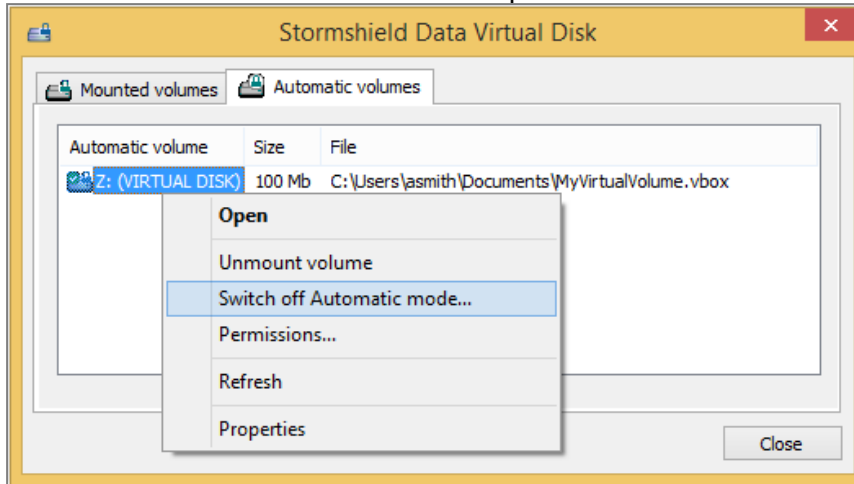 Stormshield Data Virtual Disk
Mounted volumes Automatic volumes
Automatic volume Size File
Z: (VIRTUAL DISK) 100 Mb C:\Users\asmith\Documents\MyVirtualVolume.vbox
Open
Unmount volume
Switch off Automatic mode...
Permissions...
Refresh
Properties
Close